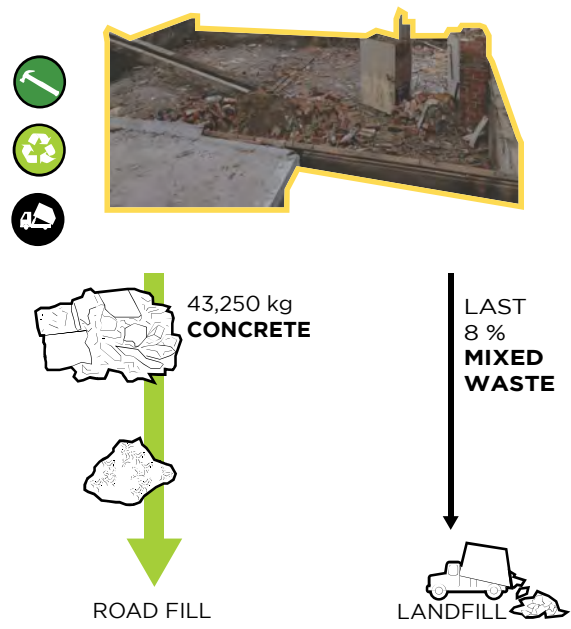 43,250 kg
CONCRETE
LAST
8 %
MIXED
WASTE
ROAD FILL
LANDFILL